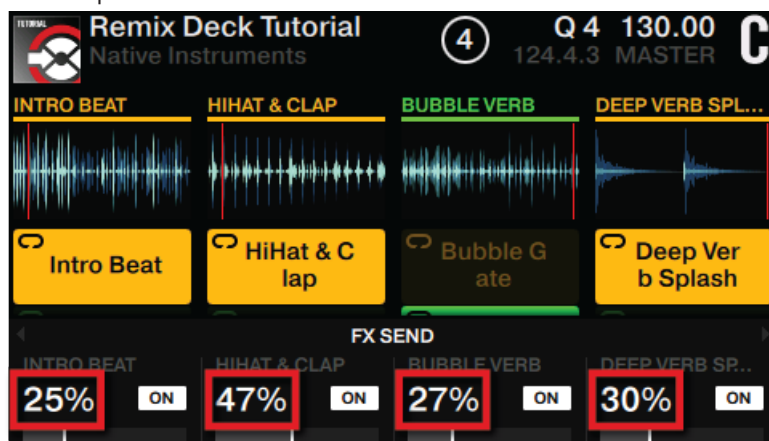 TUTORIAL
Remix Deck Tutorial
Native Instruments
4
Q 4 130.00
124.4.3 MASTER
C
INTRO BEAT HIHAT & CLAP BUBBLE VERB DEEP VERB SPL...
Intro Beat
HiHat & C
lap
Bubble G
ate
Deep Ver
b Splash
FX SEND
INTRO BEAT HIHAT & CLAP BUBBLE VERB DEEP VERB SP...
25% ON 47% ON 27% ON 30% ON